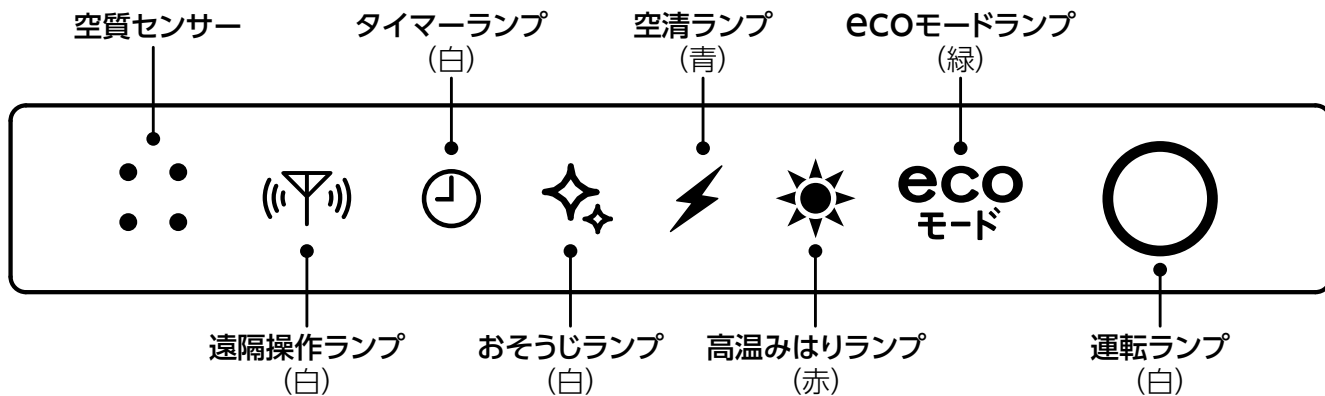 空質センサー
タイマーランプ
(白)
空清ランプ
(青)
ecoモードランプ
(緑)
eco
モード
遠隔操作ランプ
(白)
おそうじランプ
(白)
高温みはりランプ
(赤)
運転ランプ
(白)